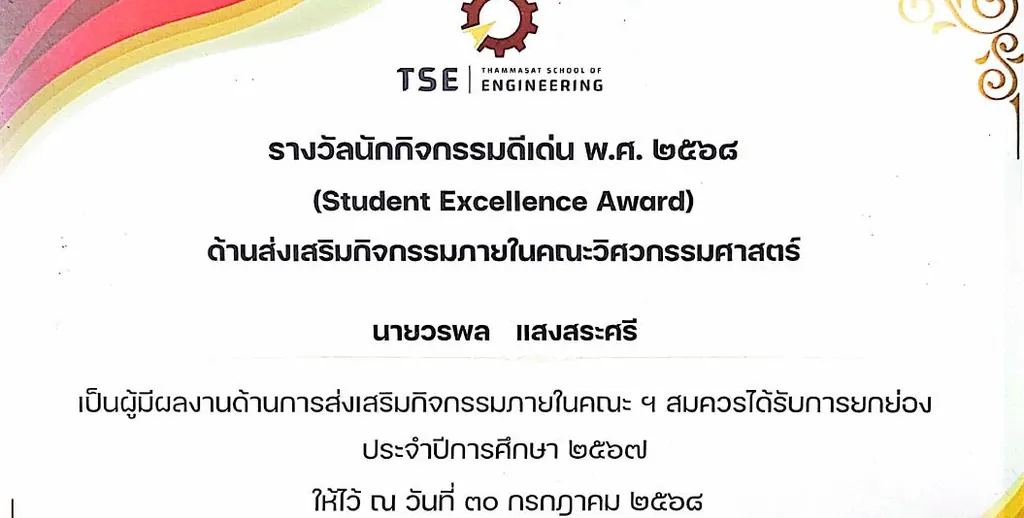 TSE
THAMMASAT SCHOOL OF
ENGINEERING
รางวัลนักกิจกรรมดีเด่น พ.ศ. ๒๕๖๘
(Student Excellence Award)
ด้านส่งเสริมกิจกรรมภายในคณะวิศวกรรมศาสตร์
นายวรพล แสงสระศรี
เป็นผู้มีผลงานด้านการส่งเสริมกิจกรรมภายในคณะ ฯ สมควรได้รับการยกย่อง
ประจำปีการศึกษา ๒๕๖๗
ให้ไว้ ณ วันที่ ๓๐ กรกฎาคม ๒๕๖๘